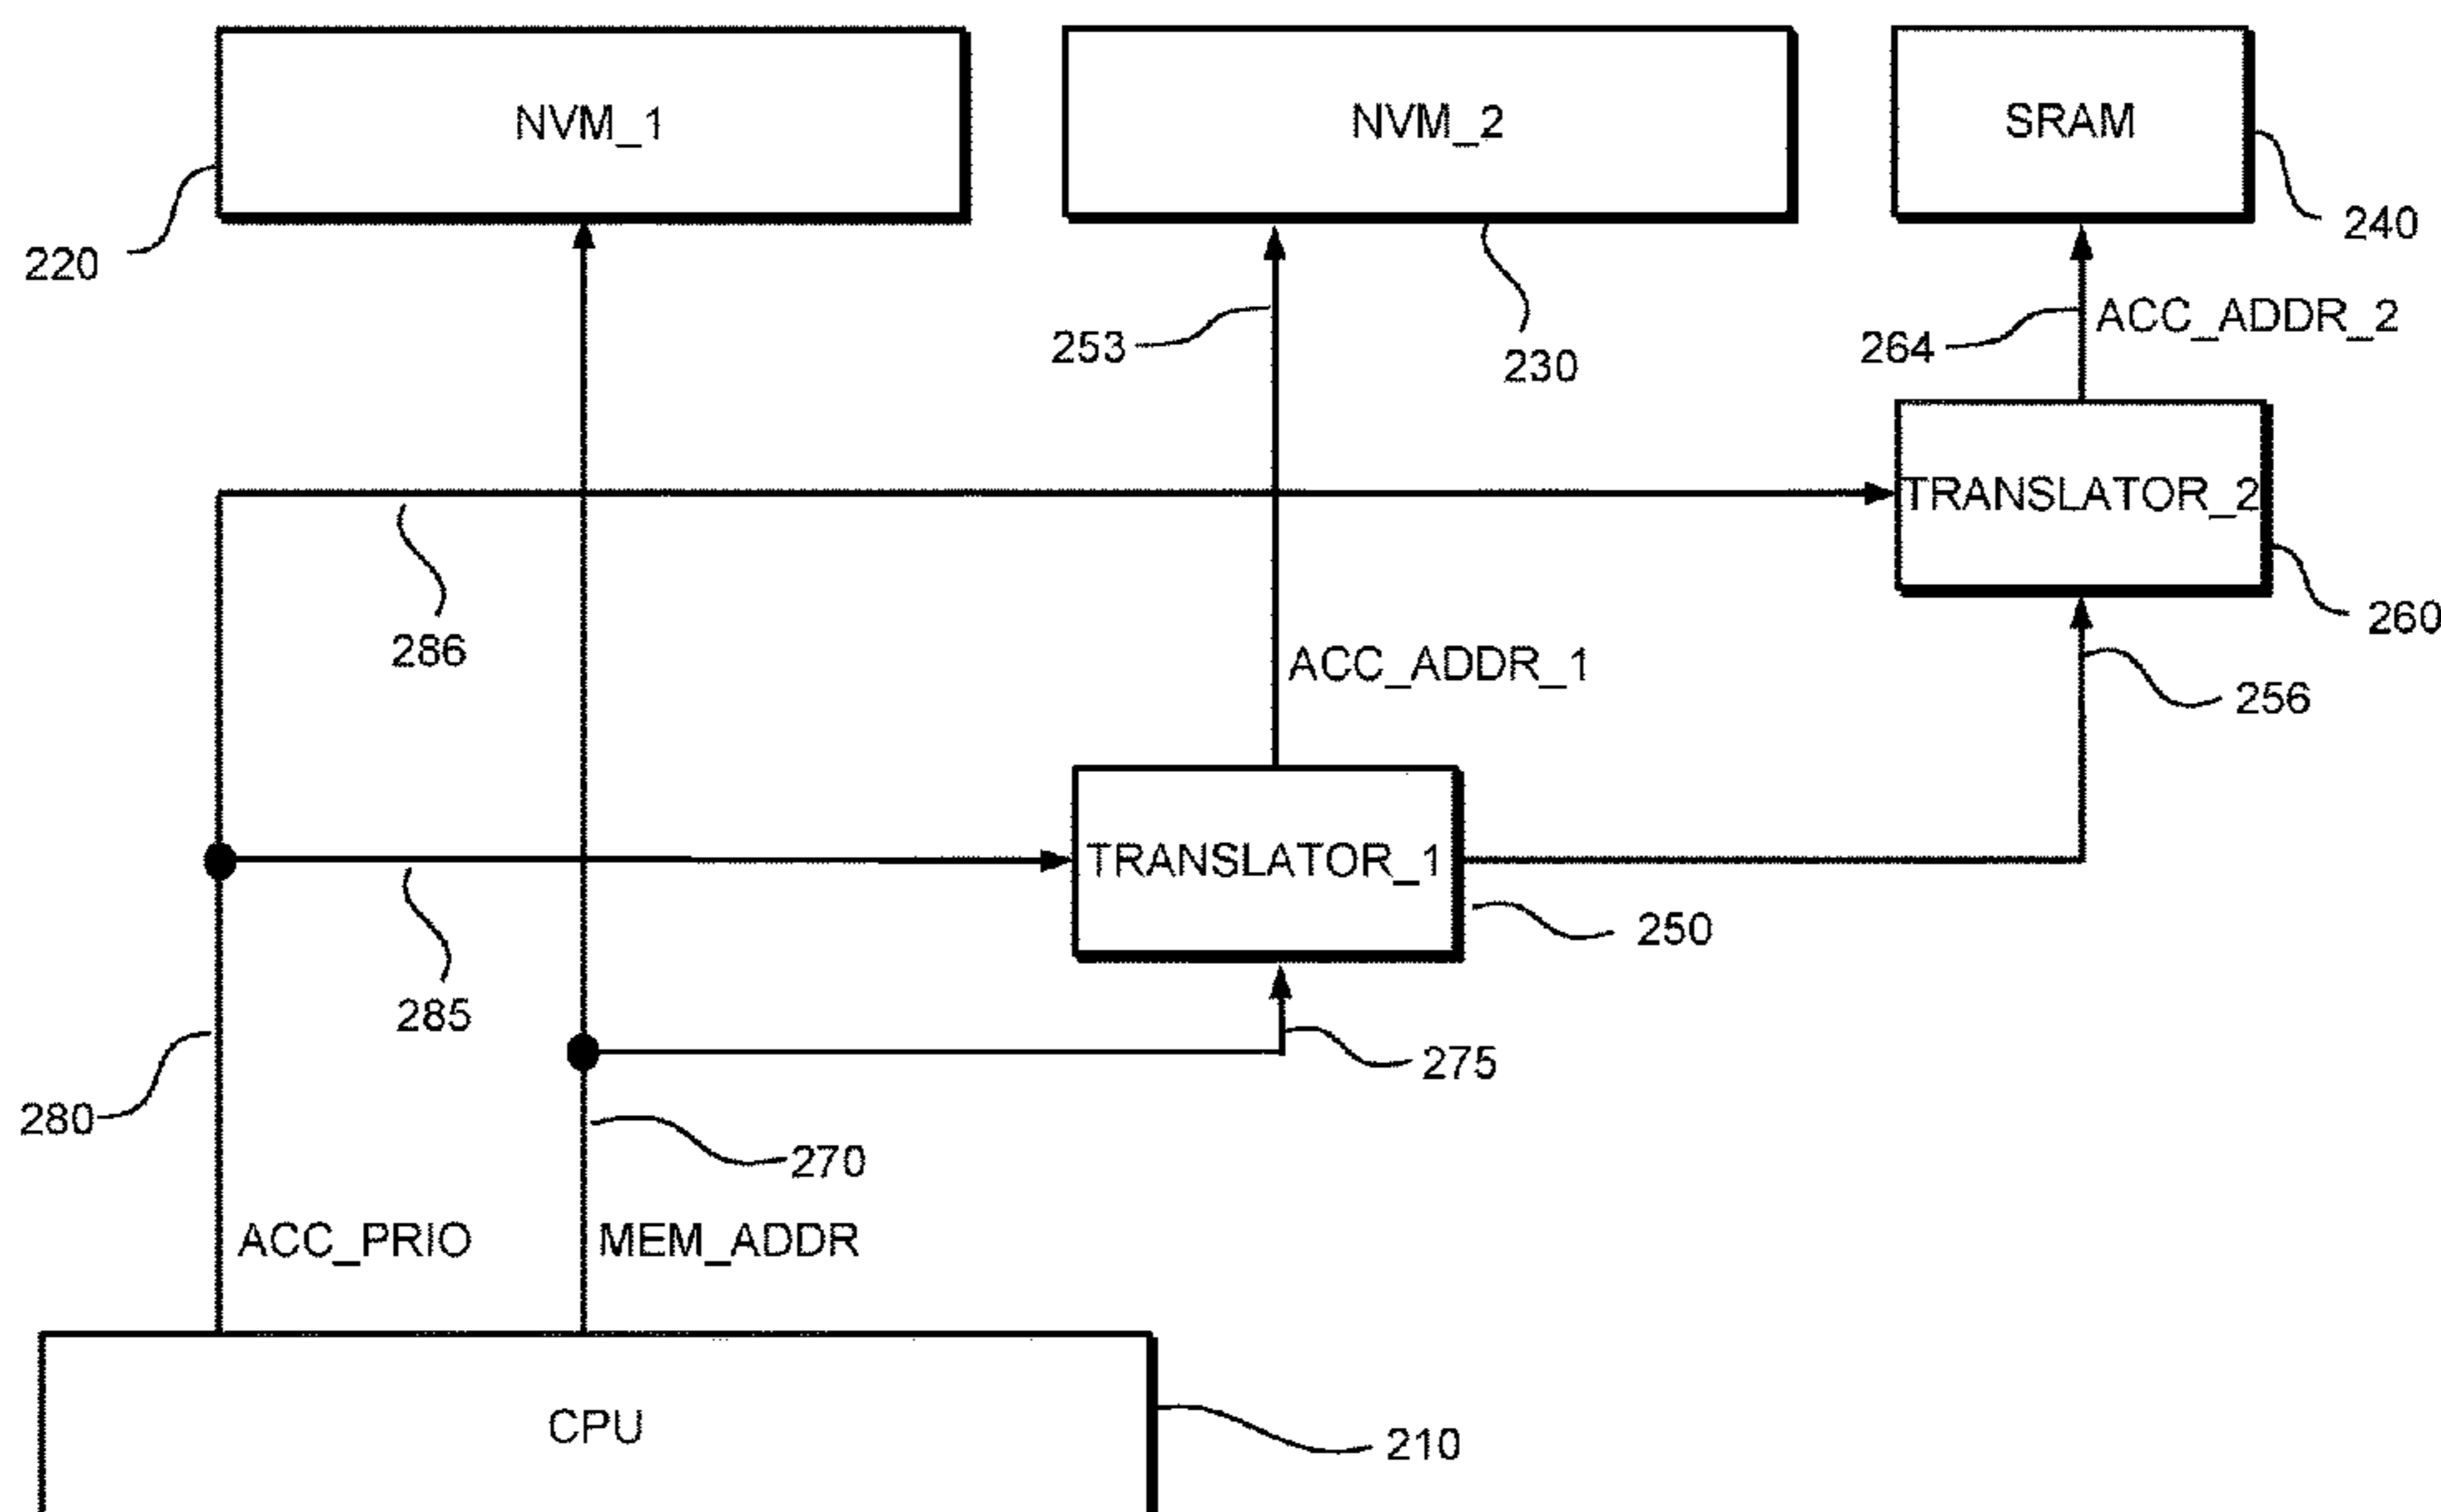 NVM_1
NVM_2
SRAM
220
240
253
230
264
ACC_ADDR_2
TRANSLATOR_2
286
260
ACC_ADDR_1
256
TRANSLATOR_1
250
285
275
280
270
ACC_PRIO
MEM_ADDR
CPU
210